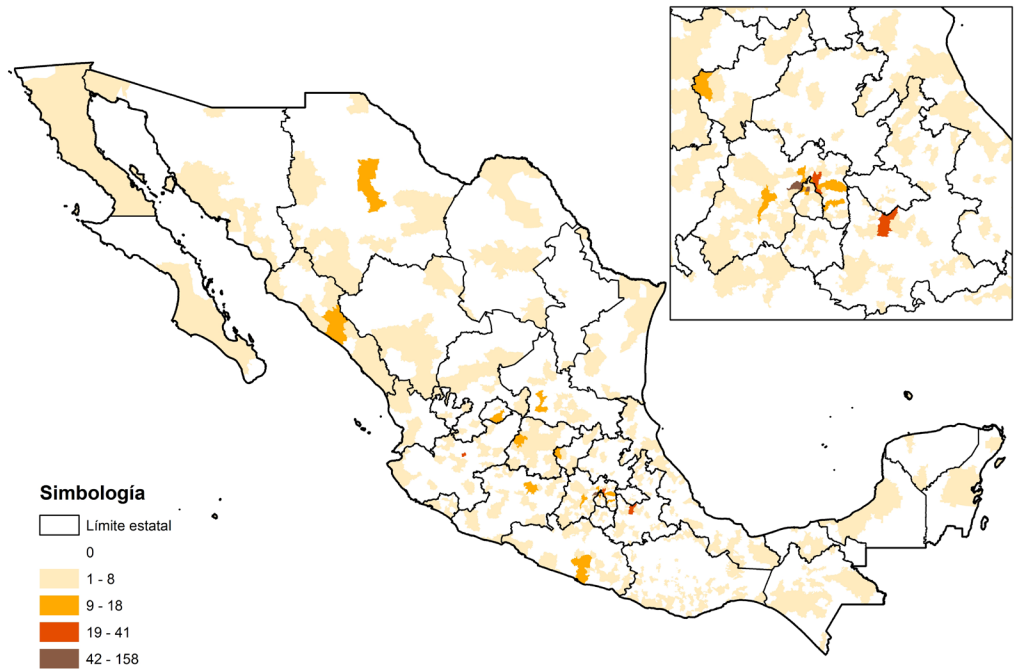 Simbología
Límite estatal
0
1 - 8
9 - 18
19 - 41
42 - 158